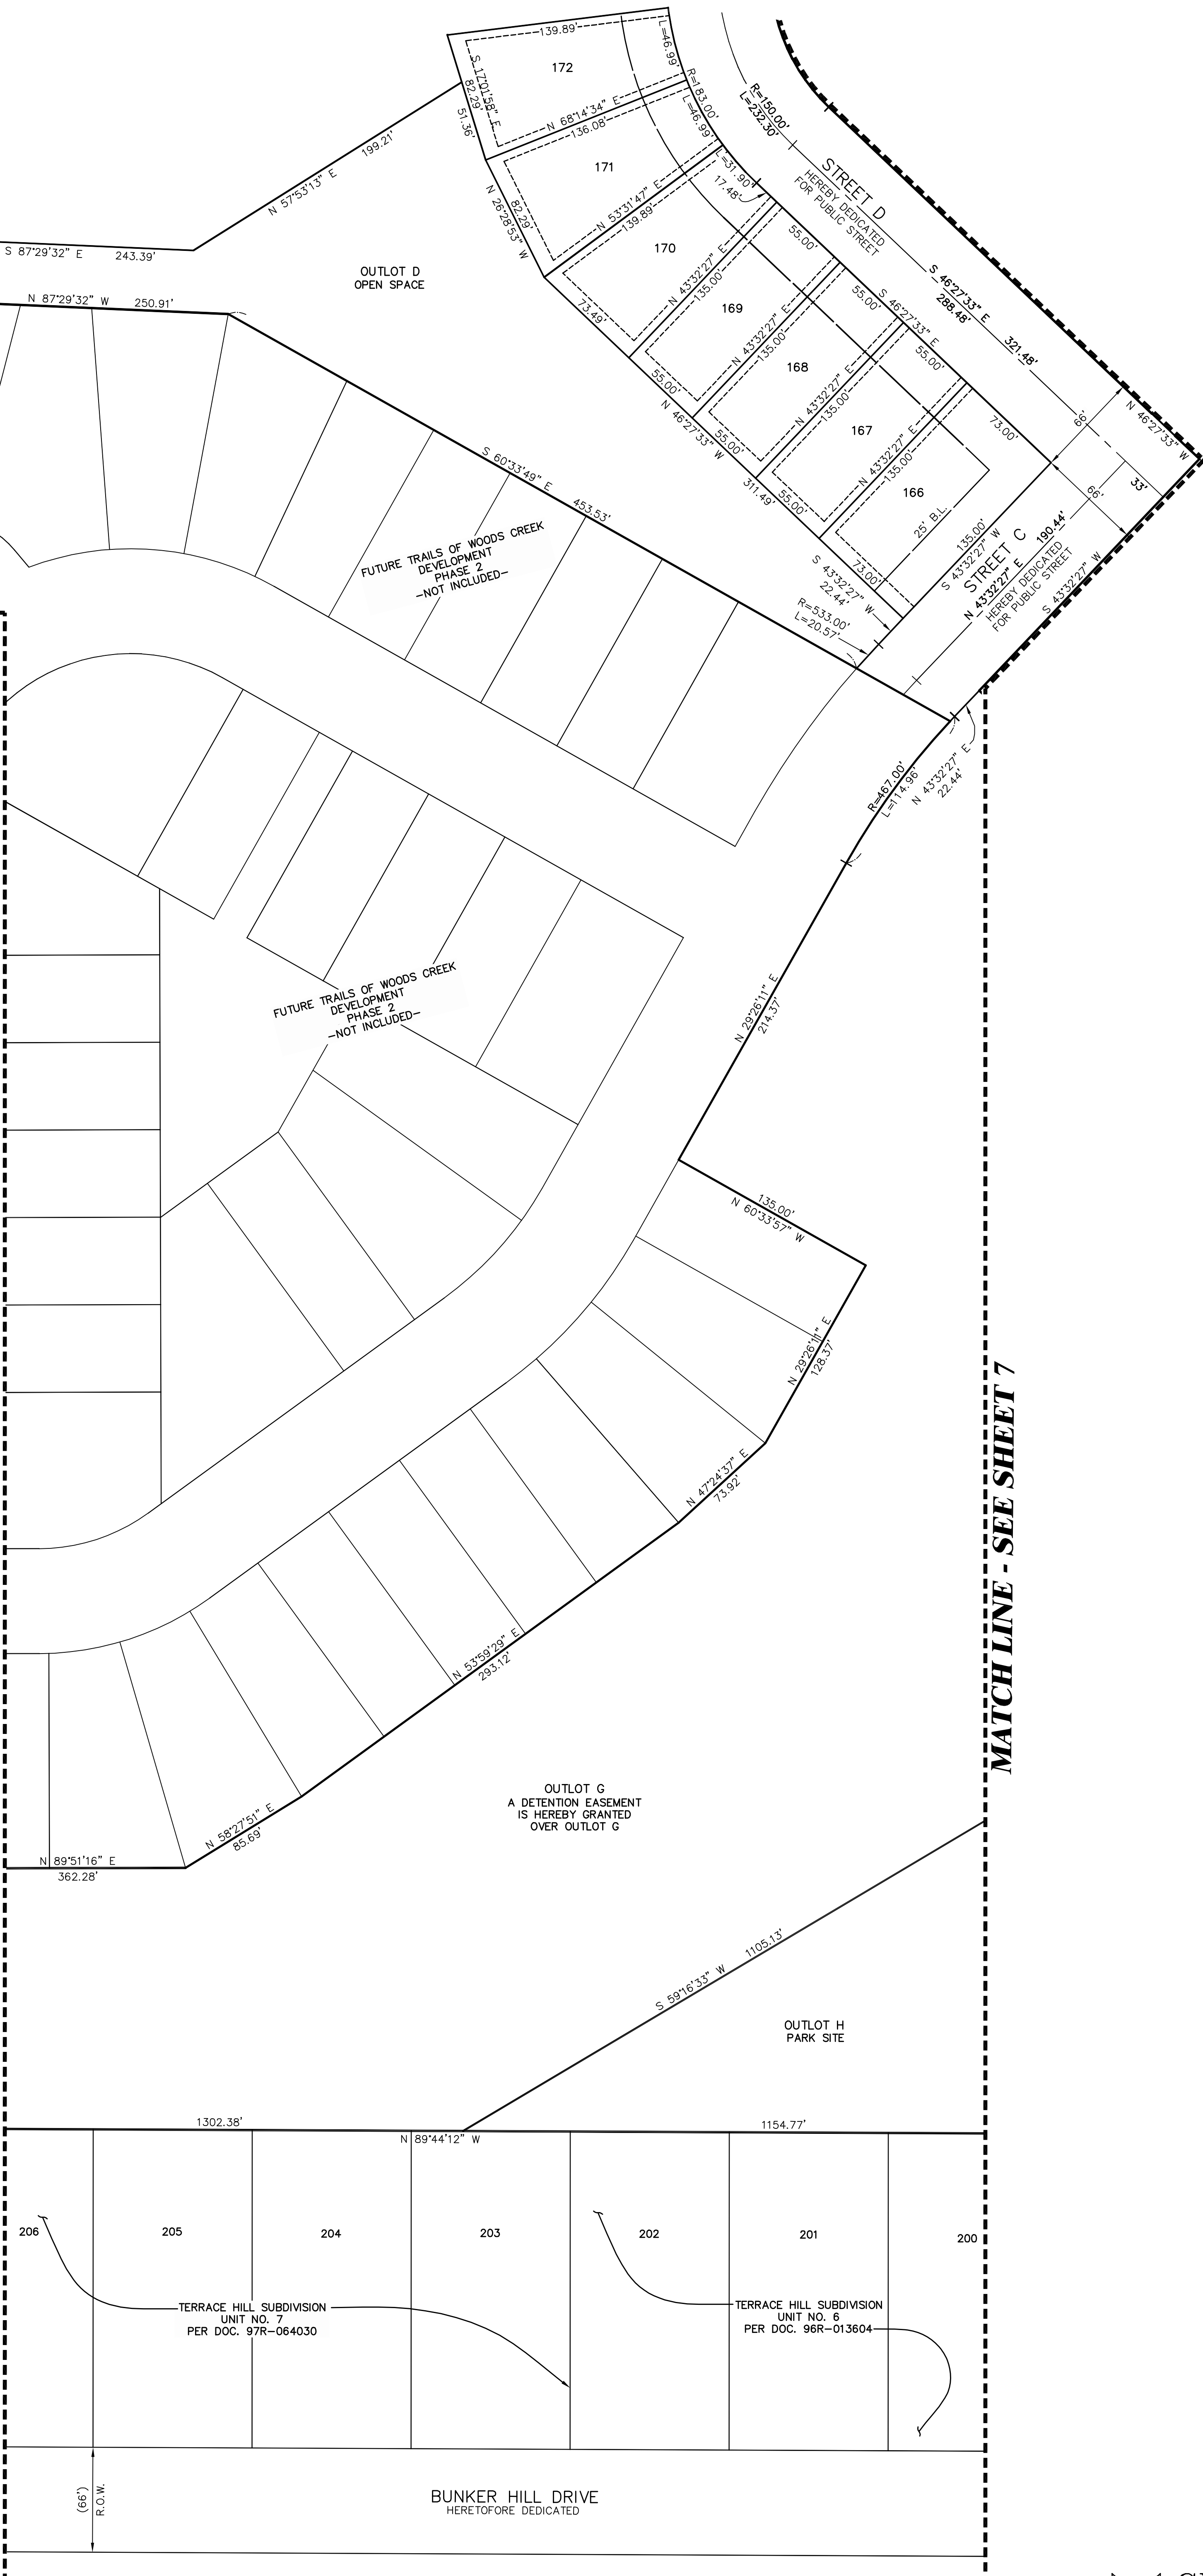 139.89'
172
S 17°01'58" E
82.29'
51.36'
L=46.99'
N 68°14'34" E
136.08'
R=183.00'
L=46.99'
171
N 53°31'47" E
139.89'
82.29'
N 26°28'53" W
L=31.90'
17.48'
170
N 43°32'27" E
135.00'
73.49'
169
55.00'
N 43°32'27" E
135.00'
55.00'
168
55.00'
S 46°27'33" E
N 43°32'27" E
135.00'
N 46°27'33" W
55.00'
311.49'
167
55.00'
N 43°32'27" E
135.00'
55.00'
166
73.00'
25' B.L.
73.00'
135.00'
S 43°32'27" W
R=150.00'
L=232.30'
STREET D
HEREBY DEDICATED
FOR PUBLIC STREET
S 46°27'33" E
288.48'
321.48'
66'
N 46°27'33" W
33'
66'
STREET C
N 43°32'27" E
190.44'
HEREBY DEDICATED
FOR PUBLIC STREET
S 43°32'27" W
S 43°32'27" W
22.44'
R=533.00'
L=20.57'
N 57°53'13" E
199.21'
S 87°29'32" E
243.39'
OUTLOT D
OPEN SPACE
N 87°29'32" W
250.91'
S 60°33'49" E
453.53'
FUTURE TRAILS OF WOODS CREEK
DEVELOPMENT
PHASE 2
-NOT INCLUDED-
R=467.00'
L=114.96'
N 43°32'27" E
22.44'
FUTURE TRAILS OF WOODS CREEK
DEVELOPMENT
PHASE 2
-NOT INCLUDED-
N 29°26'11" E
214.37'
135.00'
N 60°33'57" W
N 29°26'11" E
128.37'
N 47°24'37" E
73.92'
N 53°59'29" E
293.12'
N 58°27'51" E
85.69'
N 89°51'16" E
362.28'
MATCH LINE - SEE SHEET 7
OUTLOT G
A DETENTION EASEMENT
IS HEREBY GRANTED
OVER OUTLOT G
S 59°16'33" W
1105.13'
OUTLOT H
PARK SITE
1302.38'
1154.77'
N 89°44'12" W
206
205
204
203
202
201
200
TERRACE HILL SUBDIVISION
UNIT NO. 7
PER DOC. 97R-064030
TERRACE HILL SUBDIVISION
UNIT NO. 6
PER DOC. 96R-013604
(66')
R.O.W.
BUNKER HILL DRIVE
HERETOFORE DEDICATED